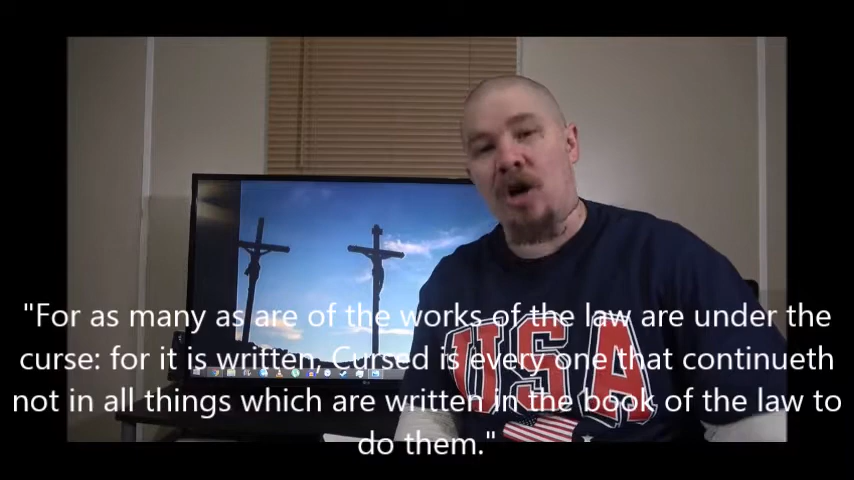 "For as many as are of the works of the law are under the
curse: for it is written, Cursed is every one that continueth
not in all things which are written in the book of the law to
do them."
USA